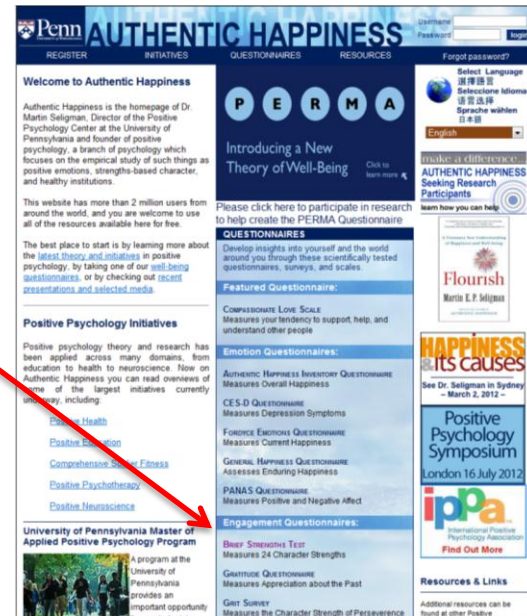 Penn AUTHENTIC HAPPINESS
Username
Password
login
REGISTER
INITIATIVES
QUESTIONNAIRES
RESOURCES
Forgot password?
Welcome to Authentic Happiness
Authentic Happiness is the homepage of Dr.
Martin Seligman, Director of the Positive
Psychology Center at the University of
Pennsylvania and founder of positive
psychology, a branch of psychology which
focuses on the empirical study of such things as
positive emotions, strengths-based character,
and healthy institutions.
This website has more than 2 million users from
around the world, and you are welcome to use
all of the resources available here for free.
The best place to start is by learning more about
the latest theory and initiatives in positive
psychology, by taking one of our well-being
questionnaires, or by checking out recent
presentations and selected media.
Positive Psychology Initiatives
Positive psychology theory and research has
been applied across many domains, from
education to health to neuroscience. Now on
Authentic Happiness you can read overviews of
some of the largest initiatives currently
underway, including:
Positive Health
Positive Education
Comprehensive Soldier Fitness
Positive Psychotherapy
Positive Neuroscience
University of Pennsylvania Master of
Applied Positive Psychology Program
A program at the
University of
Pennsylvania
provides an
important opportunity
P E R M A
Introducing a New
Theory of Well-Being
Click to
learn more
Please click here to participate in research
to help create the PERMA Questionnaire
QUESTIONNAIRES
Develop insights into yourself and the world
around you through these scientifically tested
questionnaires, surveys, and scales.
Featured Questionnaire:
COMPASSIONATE LOVE SCALE
Measures your tendency to support, help, and
understand other people
Emotion Questionnaires:
AUTHENTIC HAPPINESS INVENTORY QUESTIONNAIRE
Measures Overall Happiness
CES-D QUESTIONNAIRE
Measures Depression Symptoms
FORDYCE EMOTIONS QUESTIONNAIRE
Measures Current Happiness
GENERAL HAPPINESS QUESTIONNAIRE
Assesses Enduring Happiness
PANAS QUESTIONNAIRE
Measures Positive and Negative Affect
Engagement Questionnaires:
BRIEF STRENGTHS TEST
Measures 24 Character Strengths
GRATITUDE QUESTIONNAIRE
Measures Appreciation about the Past
GRIT SURVEY
Measures the Character Strength of Perseverence
Select Language
選擇語言
Seleccione Idioma
语言选择
Sprache wählen
日本語
English
make a difference...
AUTHENTIC HAPPINESS
Seeking Research
Participants
learn how you can help
Flourish
Martin E. P. Seligman
HAPPINESS
& its causes
See Dr. Seligman in Sydney
– March 2, 2012 –
Positive
Psychology
Symposium
London 16 July 2012
ippa
International Positive
Psychology Association
Find Out More
Resources & Links
Additional resources can be
found at other Positive